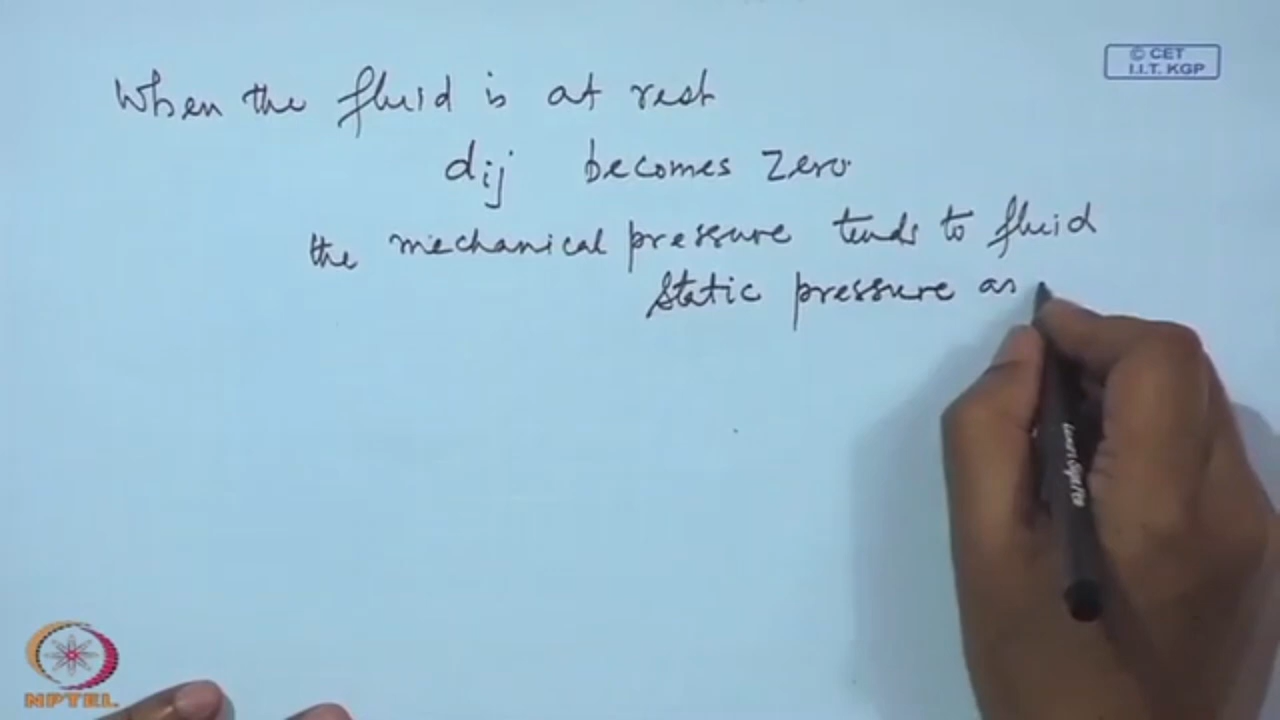 © CET
I.I.T. KGP
When the fluid is at rest
dij becomes zero.
the mechanical pressure tends to fluid
static pressure as
NPTEL